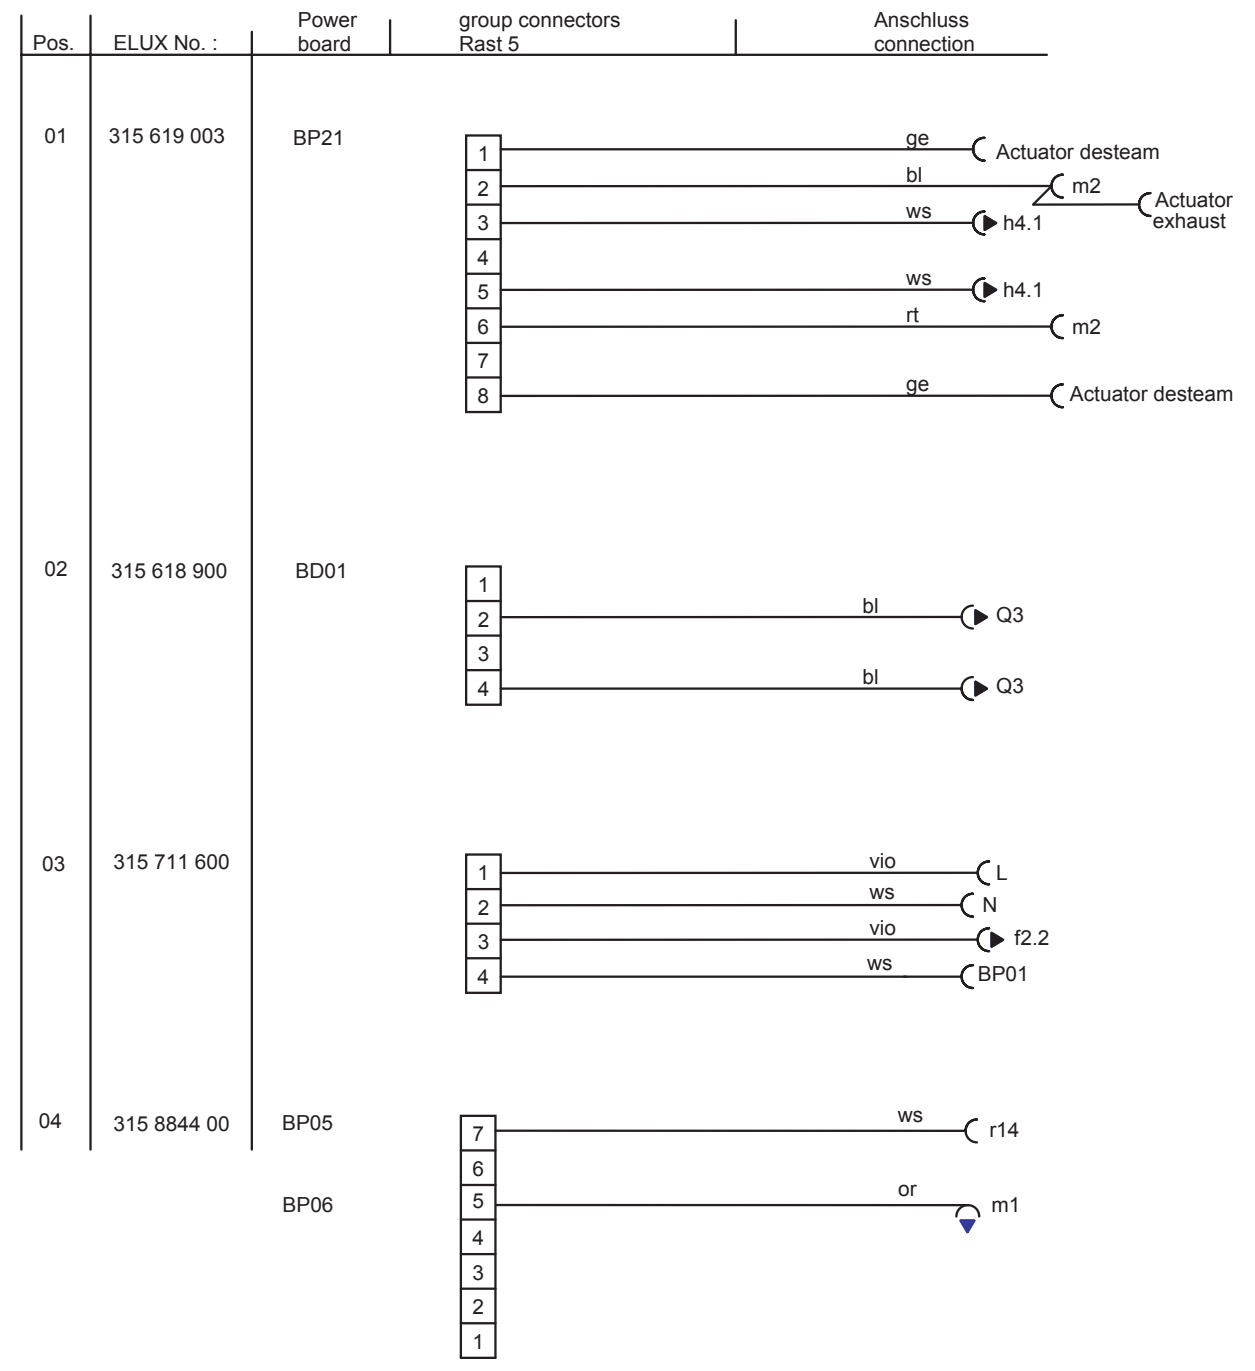 Pos.
ELUX No. :
Power
board
group connectors
Rast 5
Anschluss
connection
01
315 619 003
BP21
1
ge
Actuator desteam
2
bl
m2
Actuator
exhaust
3
ws
h4.1
4
5
ws
h4.1
6
rt
m2
7
8
ge
Actuator desteam
02
315 618 900
BD01
1
2
bl
Q3
3
4
bl
Q3
03
315 711 600
1
vio
L
2
ws
N
3
vio
f2.2
4
ws
BP01
04
315 8844 00
BP05
7
ws
r14
6
BP06
5
or
m1
4
3
2
1